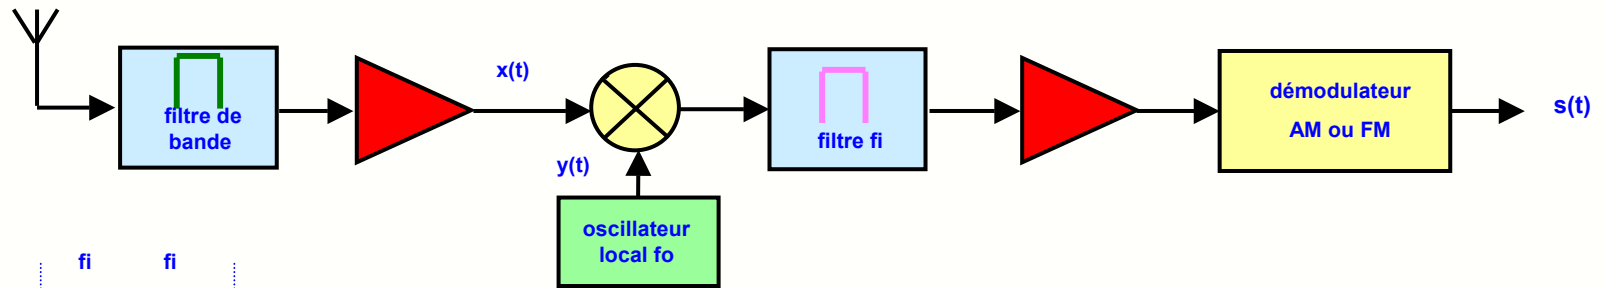 filtre de
bande
x(t)
y(t)
oscillateur
local fo
filtre fi
démodulateur
AM ou FM
s(t)
fi fi